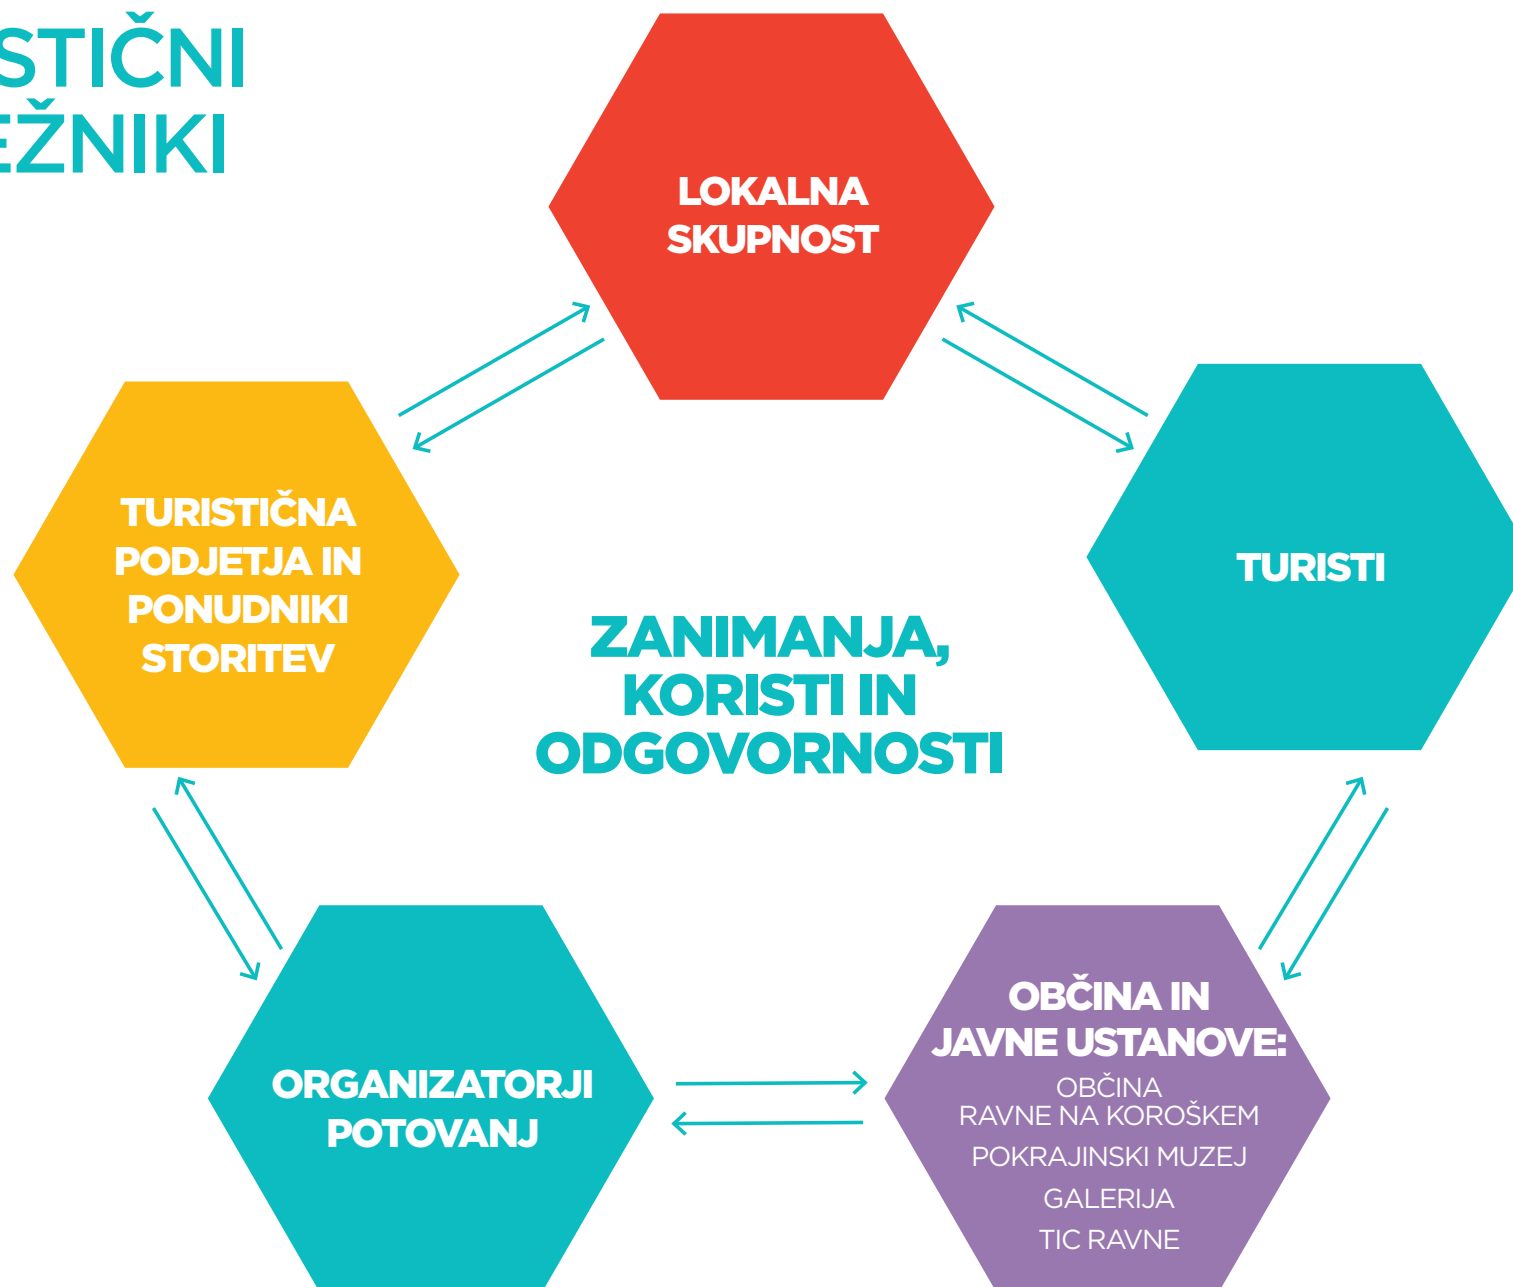 STIČNI
EŽNIKI
LOKALNA
SKUPNOST
TURISTIČNA
PODJETJA IN
PONUDNIKI
STORITEV
TURISTI
ZANIMANJA,
KORISTI IN
ODGOVORNOSTI
ORGANIZATORJI
POTOVANJ
OBČINA IN
JAVNE USTANOVE:
OBČINA
RAVNE NA KOROŠKEM
POKRAJINSKI MUZEJ
GALERIJA
TIC RAVNE